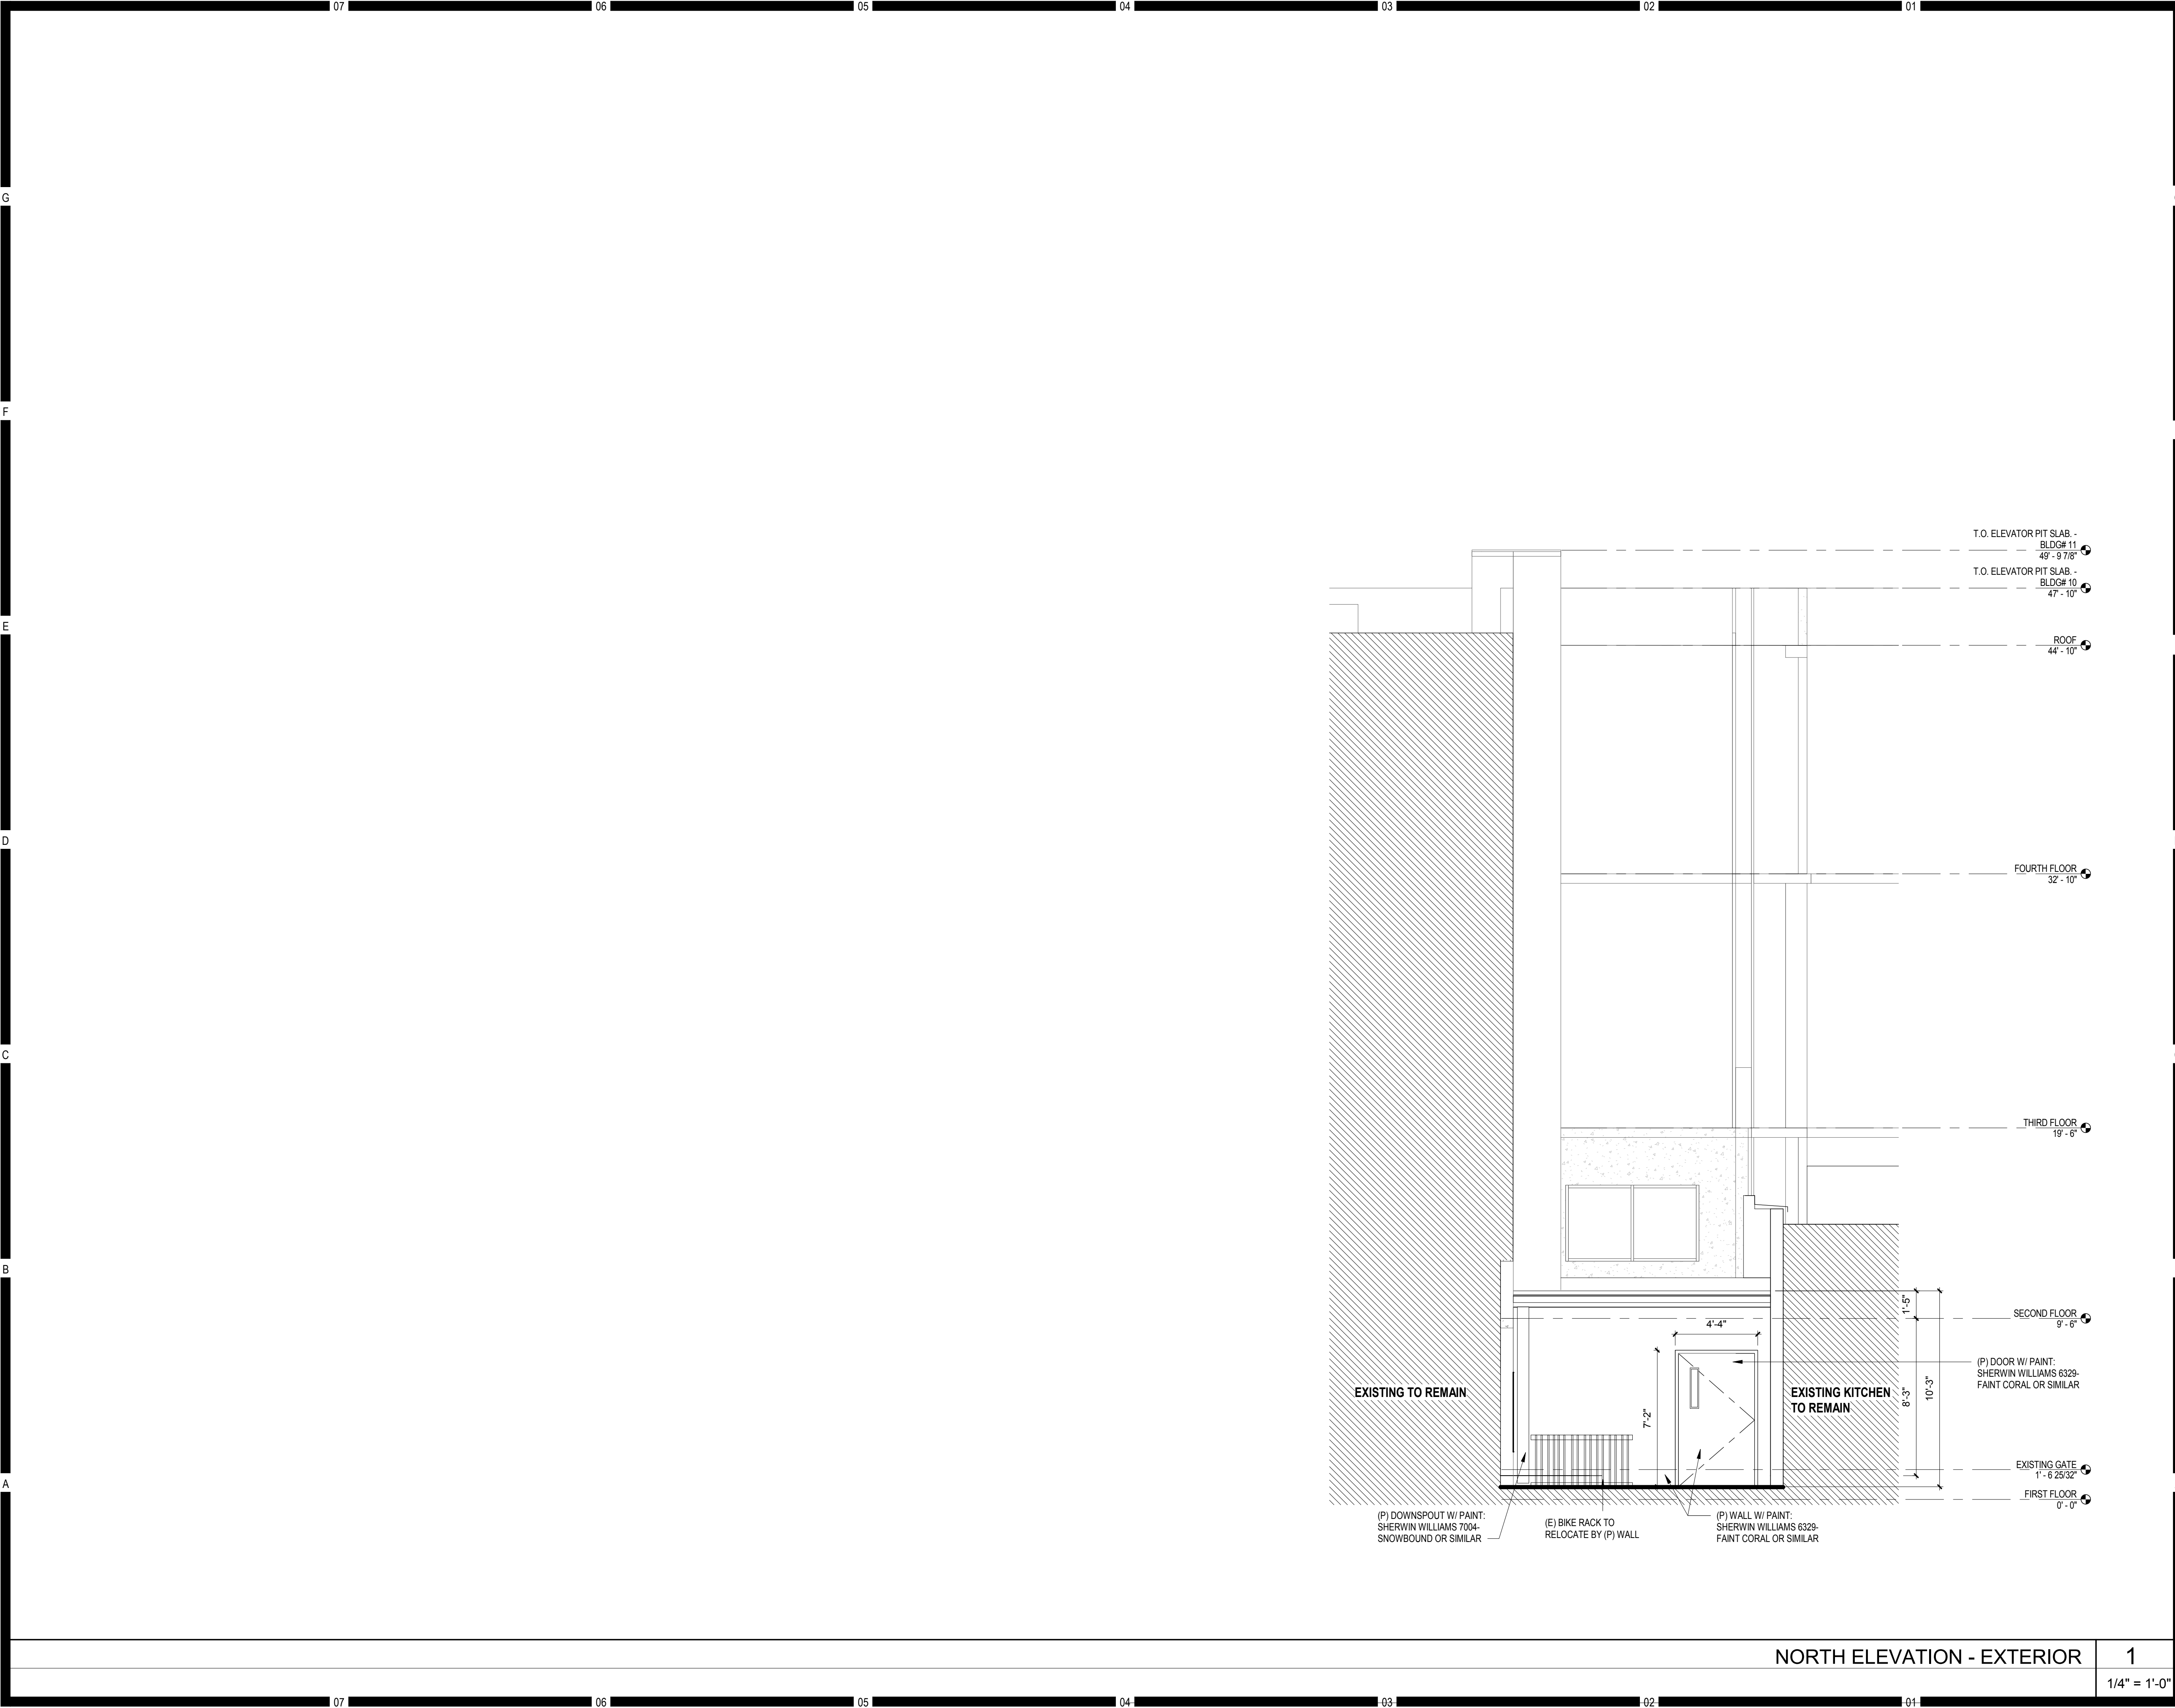 07 06 05 04 03 02 01
G
F
E
D
C
B
A
T.O. ELEVATOR PIT SLAB. -
BLDG# 11
49' - 9 7/8"
T.O. ELEVATOR PIT SLAB. -
BLDG# 10
47' - 10"
ROOF
44' - 10"
FOURTH FLOOR
32' - 10"
THIRD FLOOR
19' - 6"
SECOND FLOOR
9' - 6"
1'-5"
4'-4"
(P) DOOR W/ PAINT:
SHERWIN WILLIAMS 6329-
FAINT CORAL OR SIMILAR
EXISTING TO REMAIN
7'-2"
EXISTING KITCHEN
TO REMAIN
8'-3"
10'-3"
EXISTING GATE
1' - 6 25/32"
FIRST FLOOR
0' - 0"
(P) DOWNSPOUT W/ PAINT:
SHERWIN WILLIAMS 7004-
SNOWBOUND OR SIMILAR
(E) BIKE RACK TO
RELOCATE BY (P) WALL
(P) WALL W/ PAINT:
SHERWIN WILLIAMS 6329-
FAINT CORAL OR SIMILAR
NORTH ELEVATION - EXTERIOR
1
1/4" = 1'-0"
07 06 05 04 03 02 01